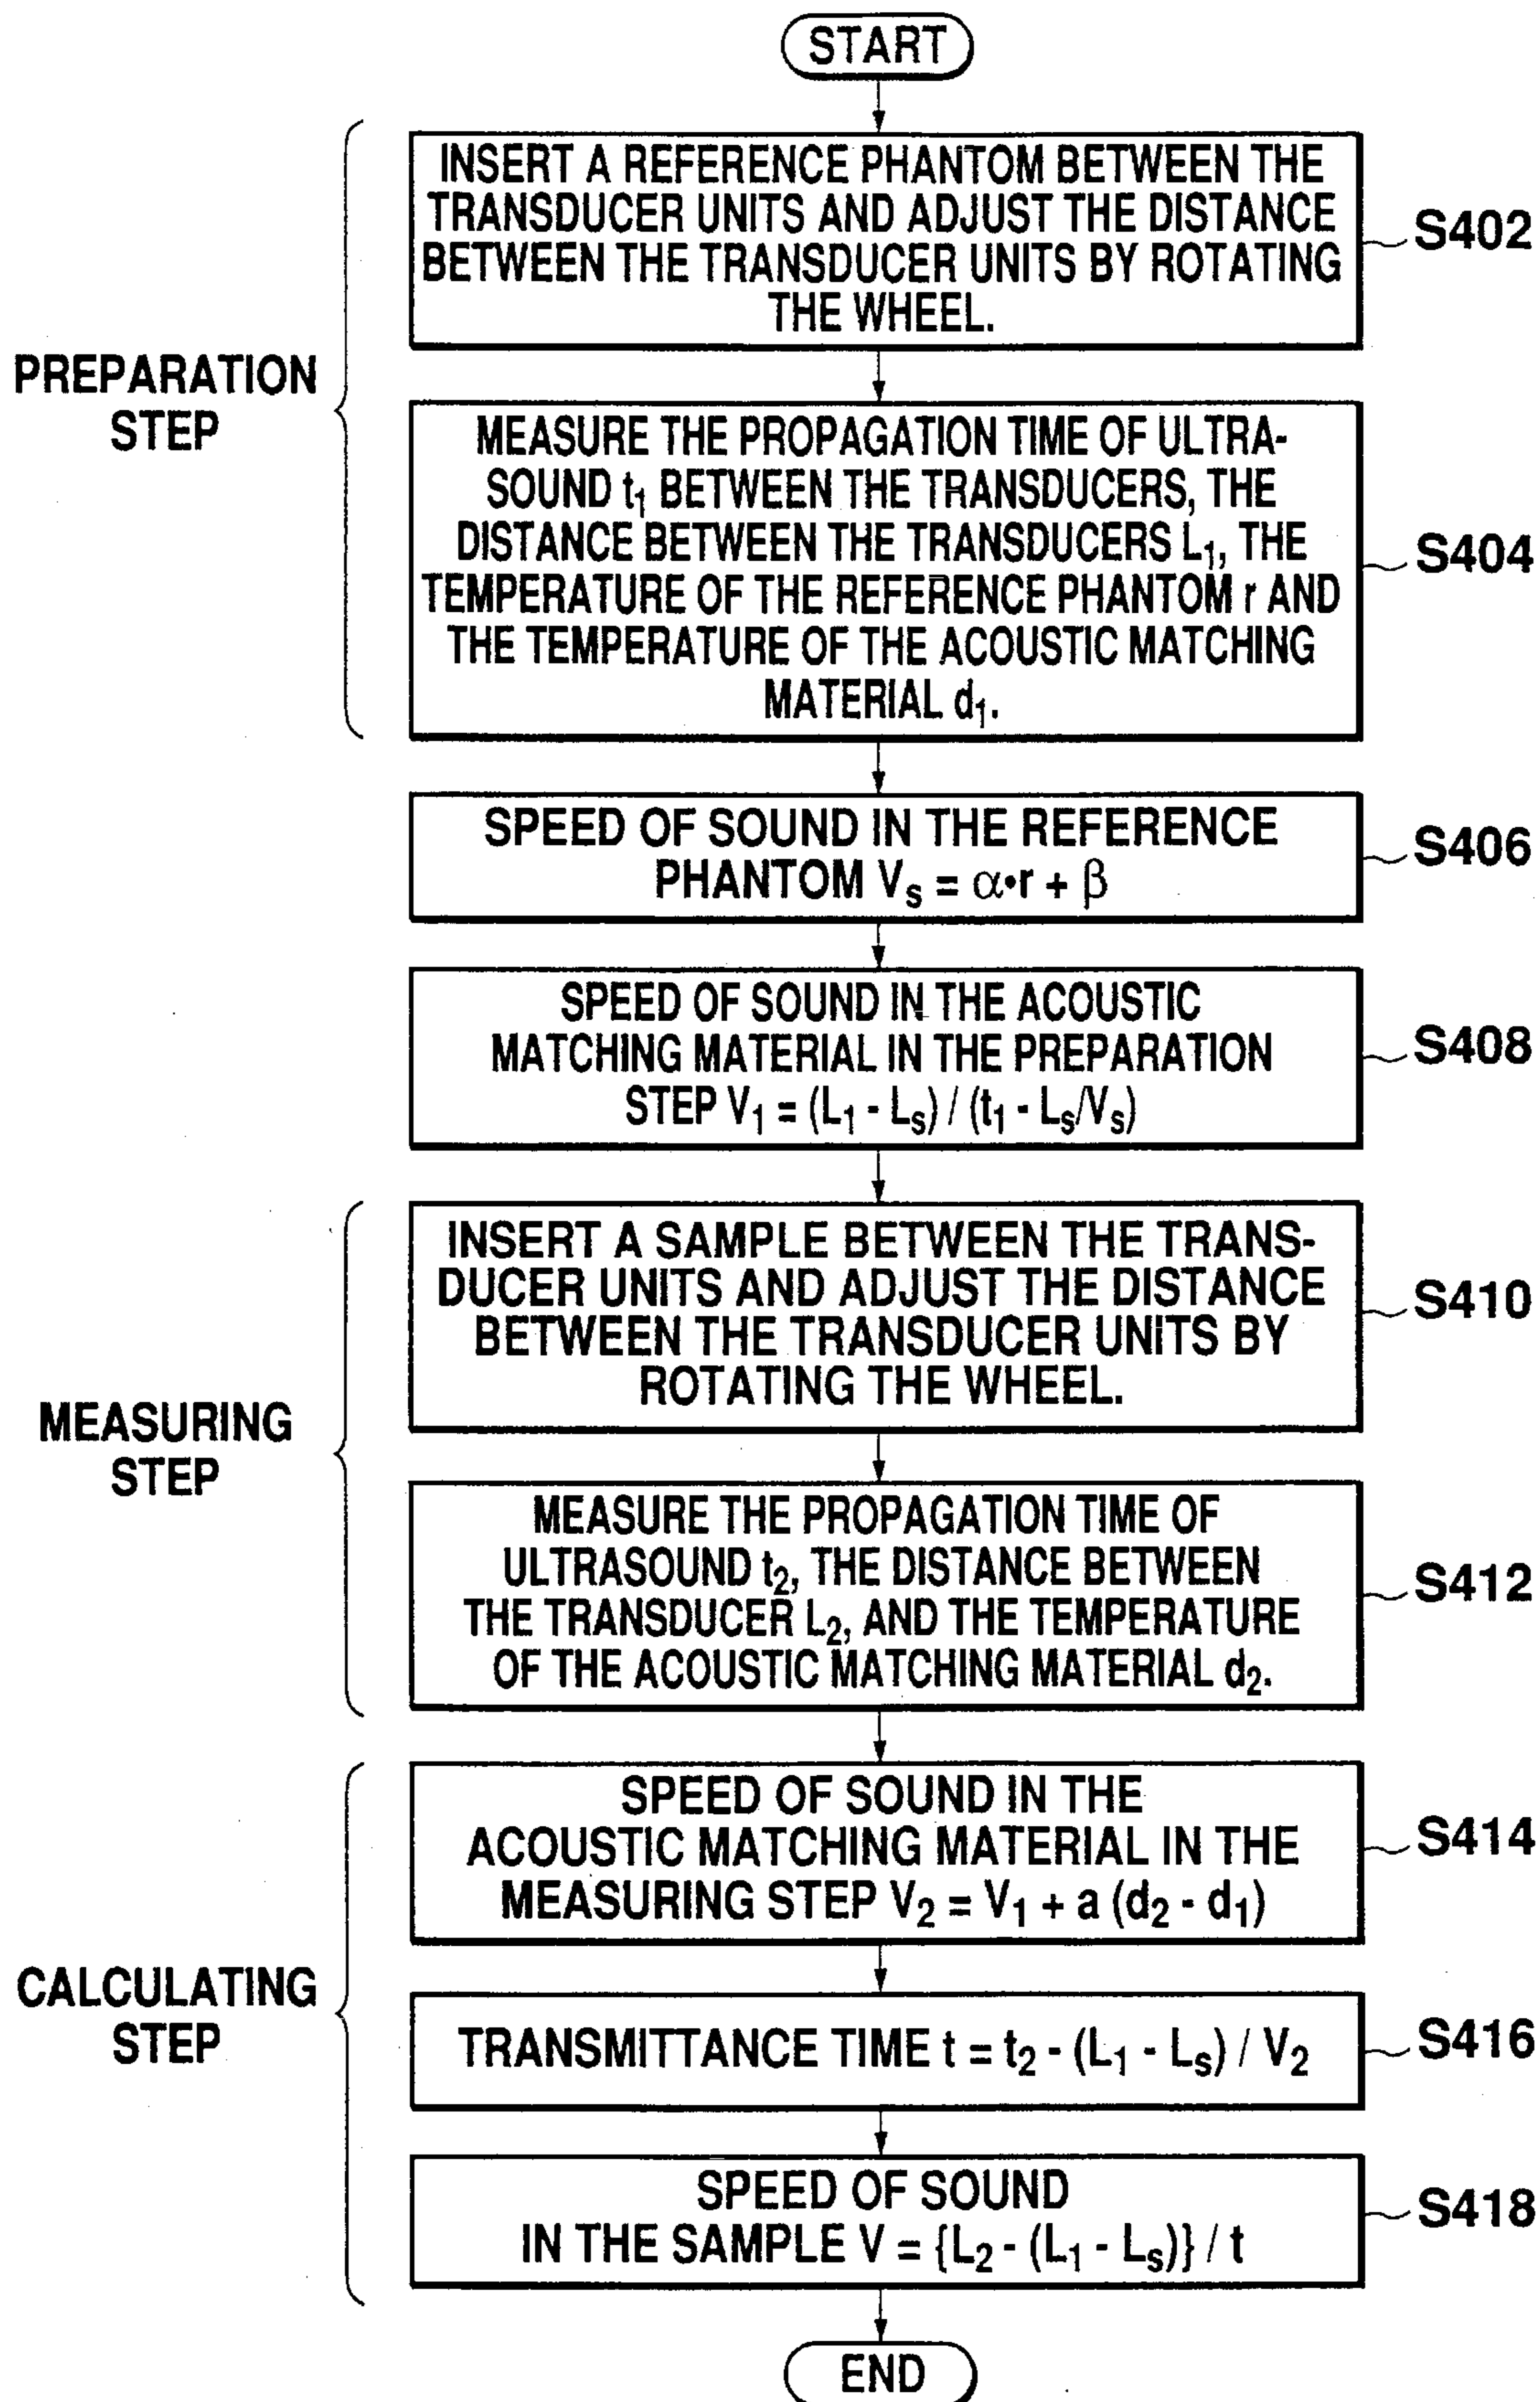 START
INSERT A REFERENCE PHANTOM BETWEEN THE
TRANSDUCER UNITS AND ADJUST THE DISTANCE
BETWEEN THE TRANSDUCER UNITS BY ROTATING
THE WHEEL.
S402
PREPARATION
STEP
MEASURE THE PROPAGATION TIME OF ULTRA-
SOUND t₁ BETWEEN THE TRANSDUCERS, THE
DISTANCE BETWEEN THE TRANSDUCERS L₁, THE
TEMPERATURE OF THE REFERENCE PHANTOM r AND
THE TEMPERATURE OF THE ACOUSTIC MATCHING
MATERIAL d₁.
S404
SPEED OF SOUND IN THE REFERENCE
PHANTOM Vₛ = α•r + β
S406
SPEED OF SOUND IN THE ACOUSTIC
MATCHING MATERIAL IN THE PREPARATION
STEP V₁ = (L₁ - Lₛ) / (t₁ - Lₛ/Vₛ)
S408
INSERT A SAMPLE BETWEEN THE TRANS-
DUCER UNITS AND ADJUST THE DISTANCE
BETWEEN THE TRANSDUCER UNITS BY
ROTATING THE WHEEL.
S410
MEASURING
STEP
MEASURE THE PROPAGATION TIME OF
ULTRASOUND t₂, THE DISTANCE BETWEEN
THE TRANSDUCER L₂, AND THE TEMPERATURE
OF THE ACOUSTIC MATCHING MATERIAL d₂.
S412
SPEED OF SOUND IN THE
ACOUSTIC MATCHING MATERIAL IN THE
MEASURING STEP V₂ = V₁ + a (d₂ - d₁)
S414
CALCULATING
STEP
TRANSMITTANCE TIME t = t₂ - (L₁ - Lₛ) / V₂
S416
SPEED OF SOUND
IN THE SAMPLE V = {L₂ - (L₁ - Lₛ)} / t
S418
END